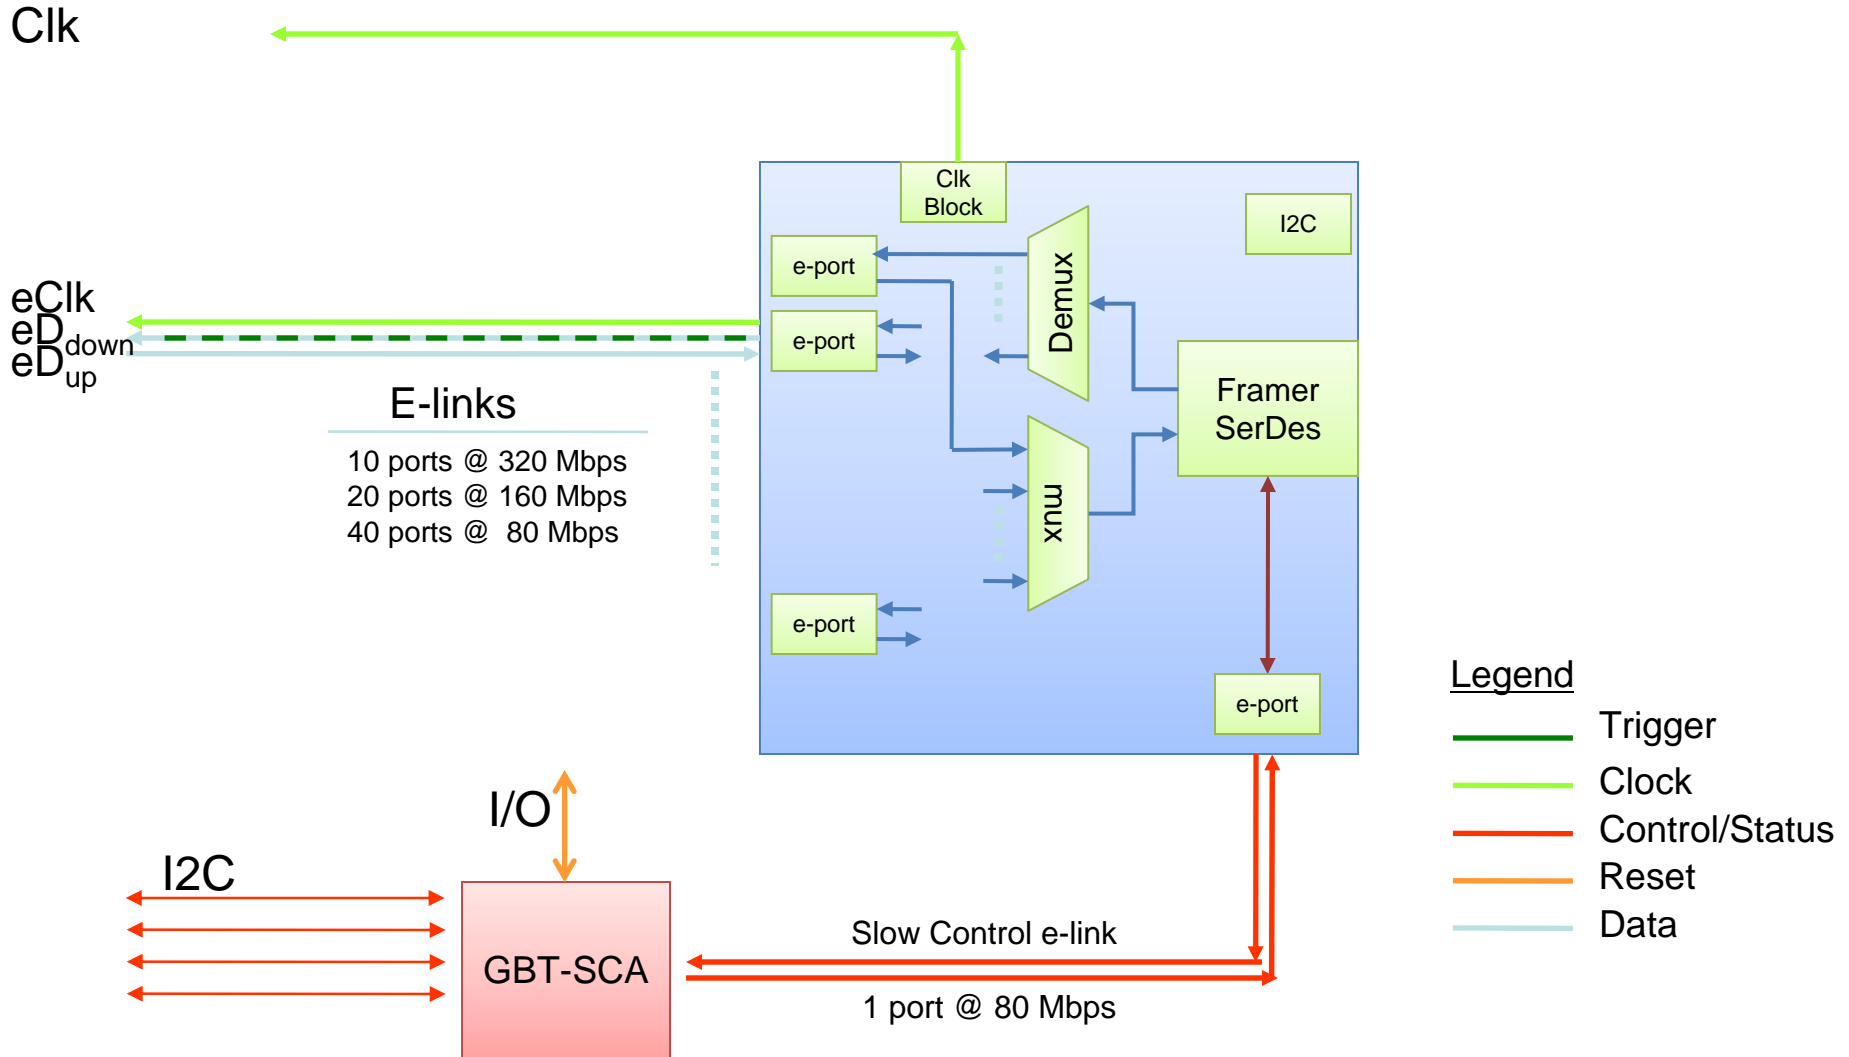 Clk
Clk
Block
I2C
e-port
Demux
eClk
eDdown
eDup
e-port
Framer
SerDes
E-links
10 ports @ 320 Mbps
20 ports @ 160 Mbps
40 ports @ 80 Mbps
mux
e-port
e-port
Legend
Trigger
Clock
Control/Status
Reset
Data
I/O
I2C
GBT-SCA
Slow Control e-link
1 port @ 80 Mbps